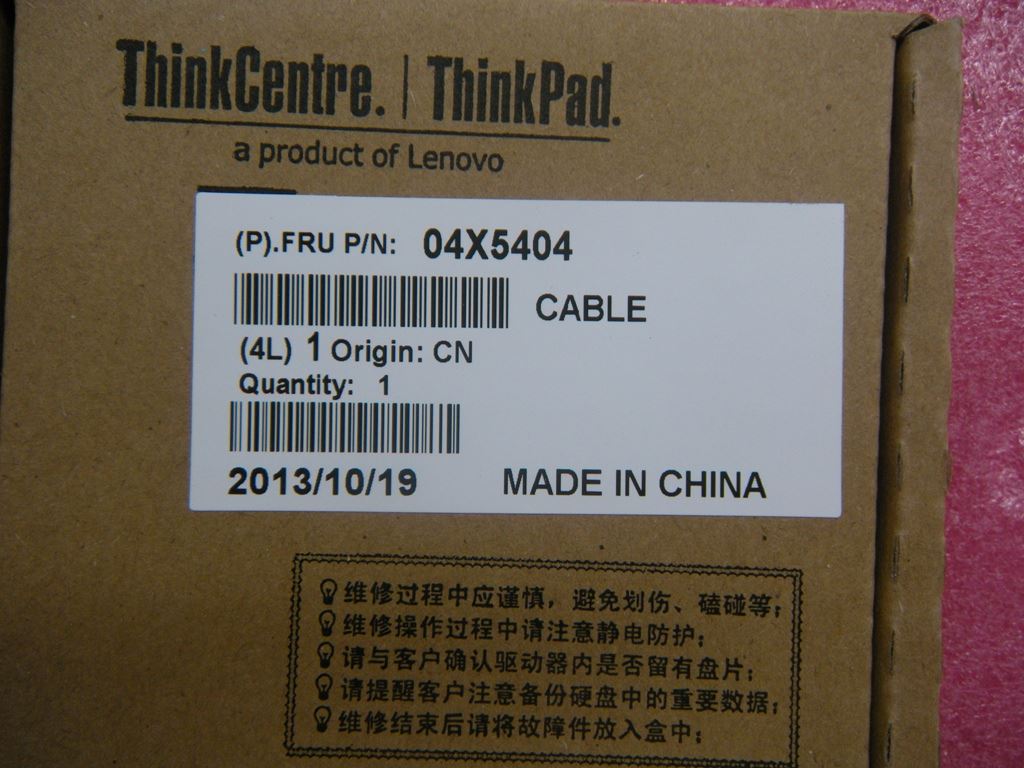 ThinkCentre. | ThinkPad.
a product of Lenovo
(P).FRU P/N: 04X5404
CABLE
(4L) 1 Origin: CN
Quantity: 1
2013/10/19 MADE IN CHINA
维修过程中应谨慎，避免划伤、磕碰等；
维修操作过程中请注意静电防护；
请与客户确认驱动器内是否留有盘片；
请提醒客户注意备份硬盘中的重要数据；
维修结束后请将故障件放入盒中；